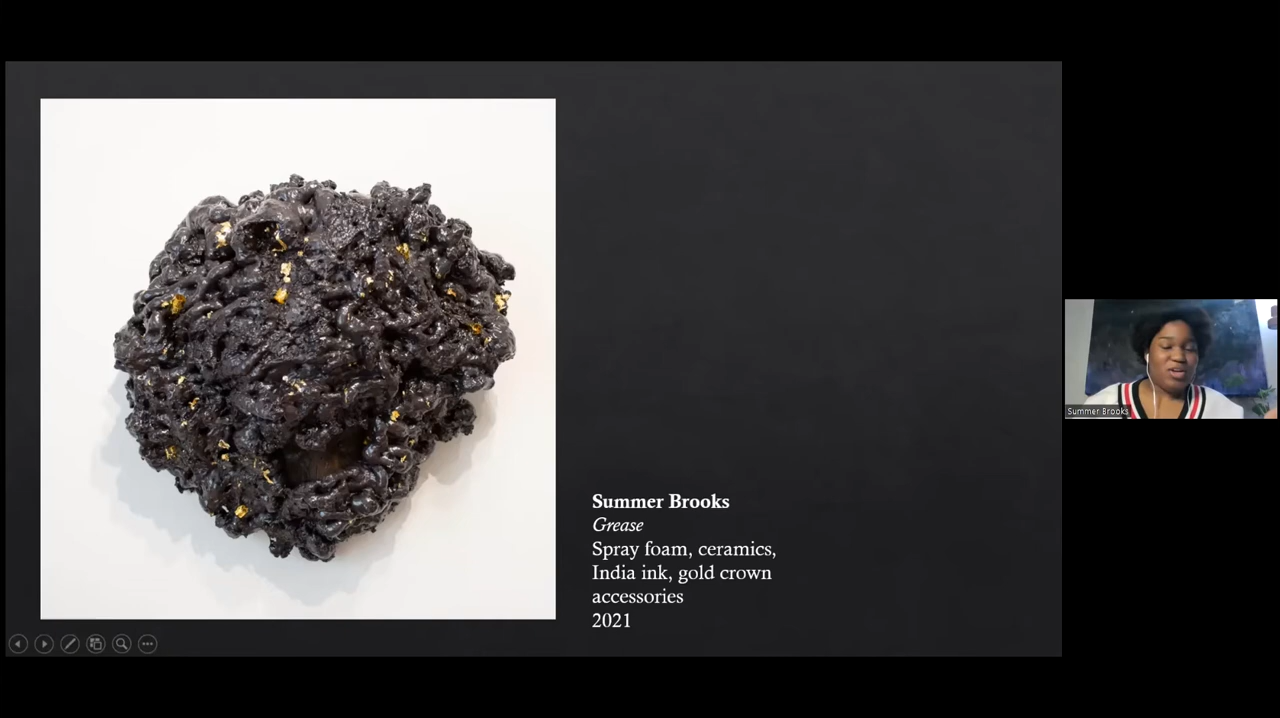 Summer Brooks
Grease
Spray foam, ceramics,
India ink, gold crown
accessories
2021
Summer Brooks